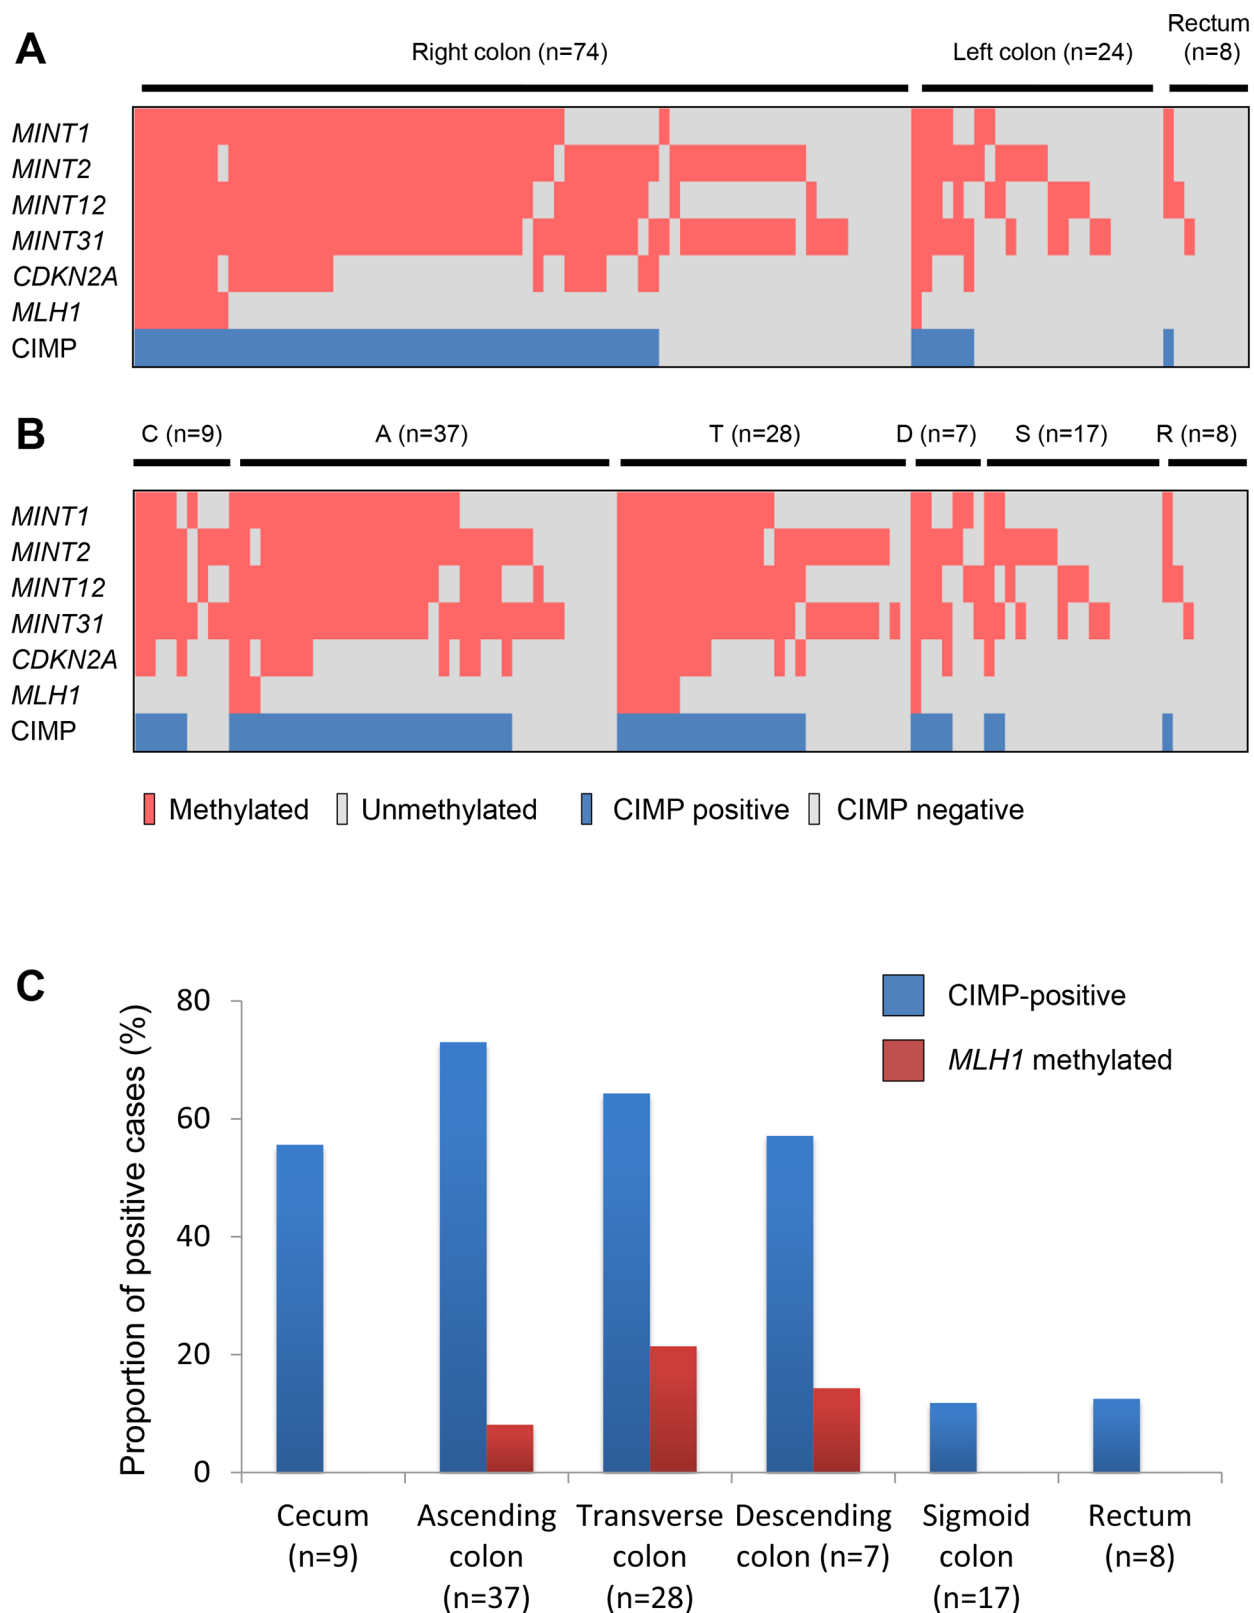 A
Right colon (n=74)
Left colon (n=24)
Rectum
(n=8)
MINT1
MINT2
MINT12
MINT31
CDKN2A
MLH1
CIMP
B
C (n=9)
A (n=37)
T (n=28)
D (n=7)
S (n=17)
R (n=8)
MINT1
MINT2
MINT12
MINT31
CDKN2A
MLH1
CIMP
Methylated
Unmethylated
CIMP positive
CIMP negative
C
Proportion of positive cases (%)
80
60
40
20
0
CIMP-positive
MLH1 methylated
Cecum
(n=9)
Ascending
colon
(n=37)
Transverse
colon
(n=28)
Descending
colon (n=7)
Sigmoid
colon
(n=17)
Rectum
(n=8)